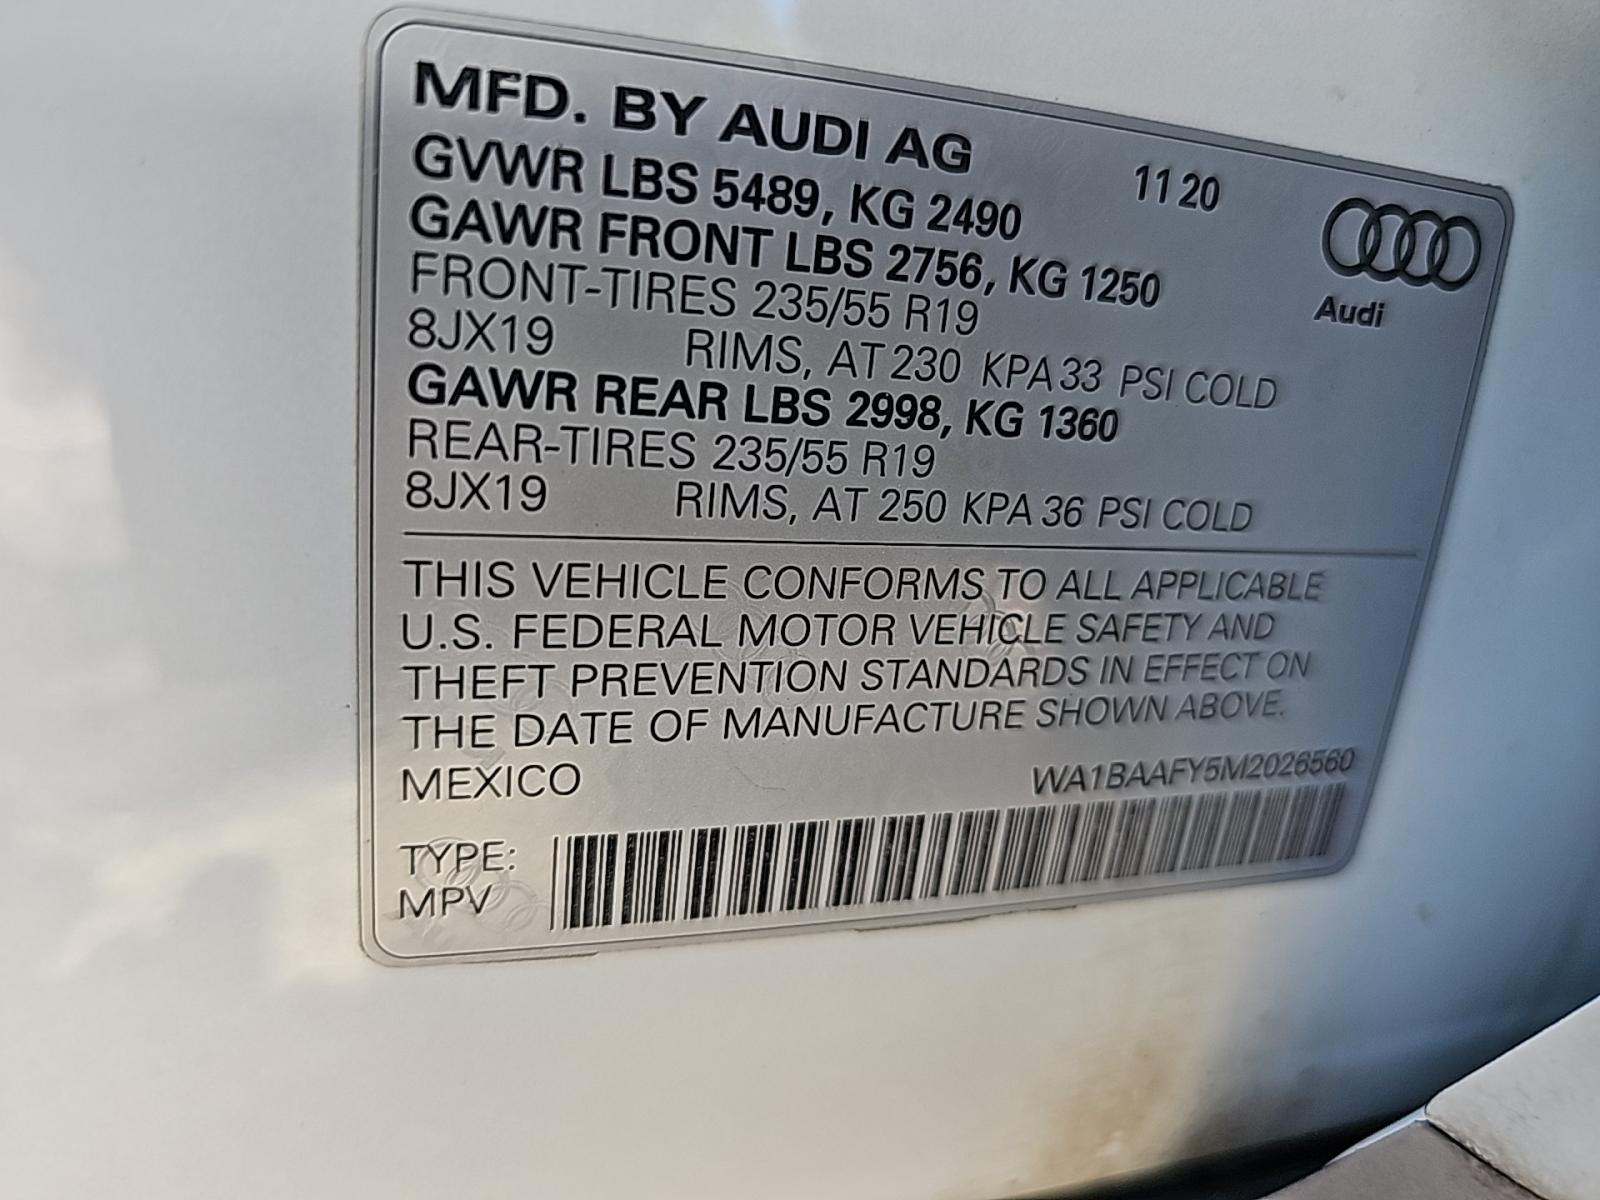 MFD. BY AUDI AG
11 20
GVWR LBS 5489, KG 2490
GAWR FRONT LBS 2756, KG 1250
Audi
FRONT-TIRES 235/55 R19
8JX19 RIMS, AT 230 KPA 33 PSI COLD
GAWR REAR LBS 2998, KG 1360
REAR-TIRES 235/55 R19
8JX19 RIMS, AT 250 KPA 36 PSI COLD
THIS VEHICLE CONFORMS TO ALL APPLICABLE
U.S. FEDERAL MOTOR VEHICLE SAFETY AND
THEFT PREVENTION STANDARDS IN EFFECT ON
THE DATE OF MANUFACTURE SHOWN ABOVE.
MEXICO
WA1BAAFY5M2026560
TYPE:
MPV